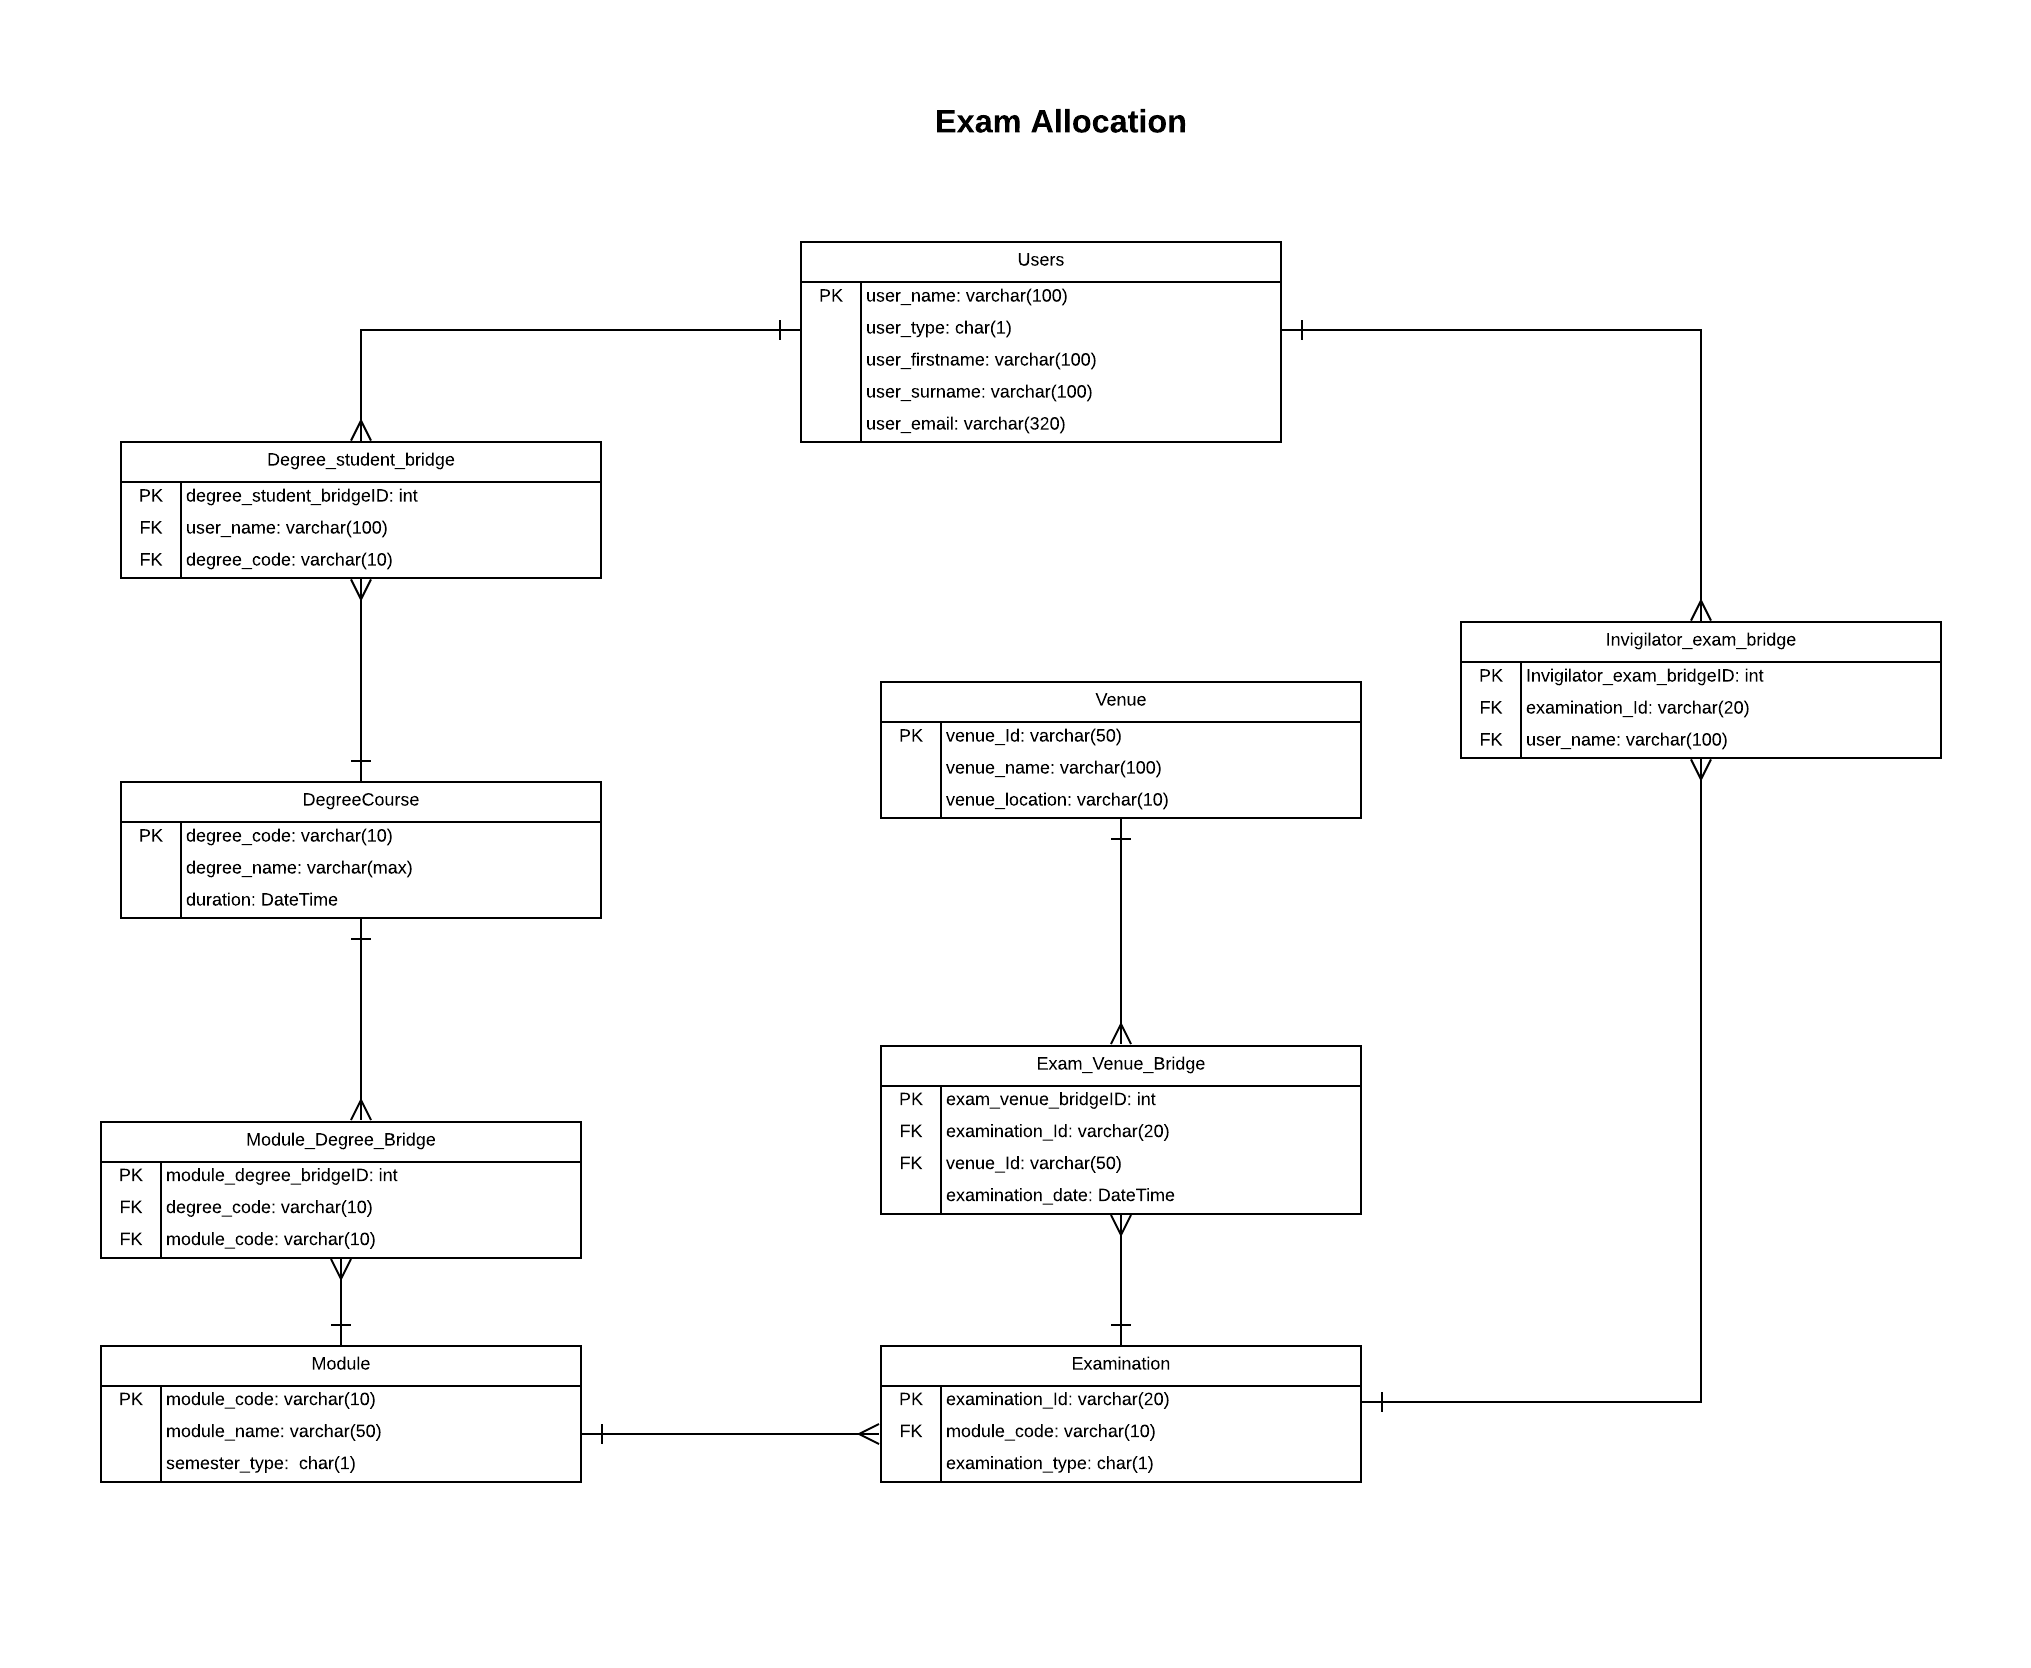 Exam Allocation
Users
PK user_name: varchar(100)
user_type: char(1)
user_firstname: varchar(100)
user_surname: varchar(100)
user_email: varchar(320)
Degree_student_bridge
PK degree_student_bridgeID: int
FK user_name: varchar(100)
FK degree_code: varchar(10)
Invigilator_exam_bridge
PK Invigilator_exam_bridgeID: int
FK examination_Id: varchar(20)
FK user_name: varchar(100)
Venue
PK venue_Id: varchar(50)
venue_name: varchar(100)
venue_location: varchar(10)
DegreeCourse
PK degree_code: varchar(10)
degree_name: varchar(max)
duration: DateTime
Exam_Venue_Bridge
PK exam_venue_bridgeID: int
FK examination_Id: varchar(20)
FK venue_Id: varchar(50)
examination_date: DateTime
Module_Degree_Bridge
PK module_degree_bridgeID: int
FK degree_code: varchar(10)
FK module_code: varchar(10)
Module
PK module_code: varchar(10)
module_name: varchar(50)
semester_type:  char(1)
Examination
PK examination_Id: varchar(20)
FK module_code: varchar(10)
examination_type: char(1)